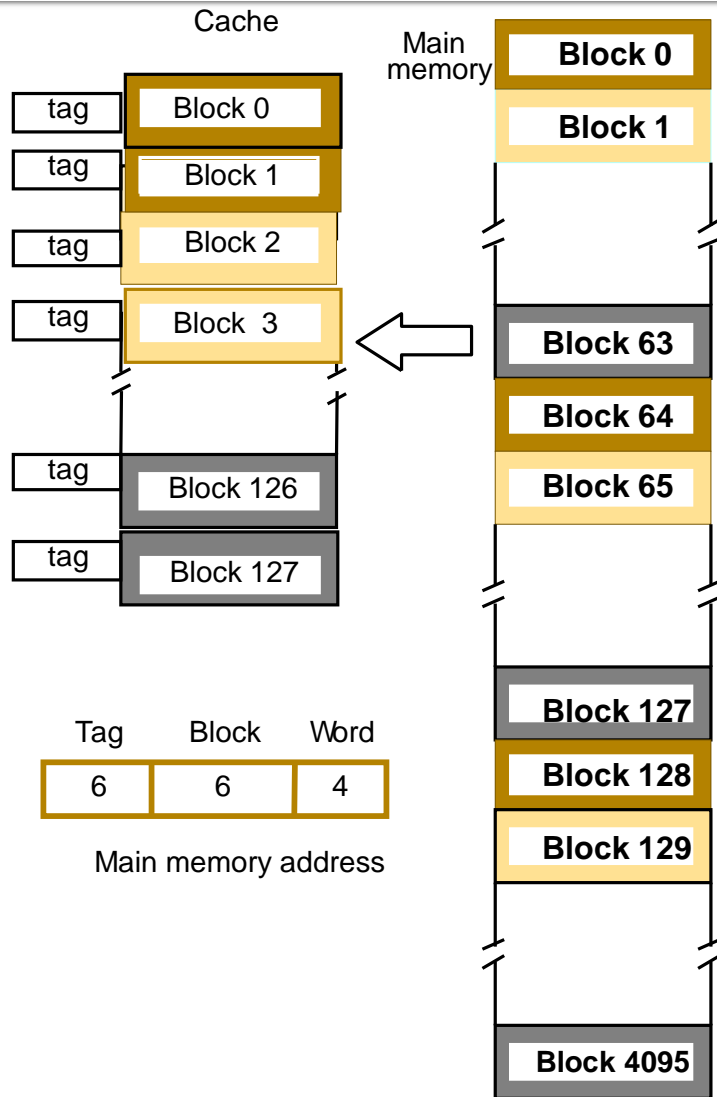 Cache
tag
Block 0
tag
Block 1
tag
Block 2
tag
Block 3
tag
Block 126
tag
Block 127
Main
memory
Block 0
Block 1
Block 63
Block 64
Block 65
Block 127
Block 128
Block 129
Block 4095
Tag Block Word
6 6 4
Main memory address